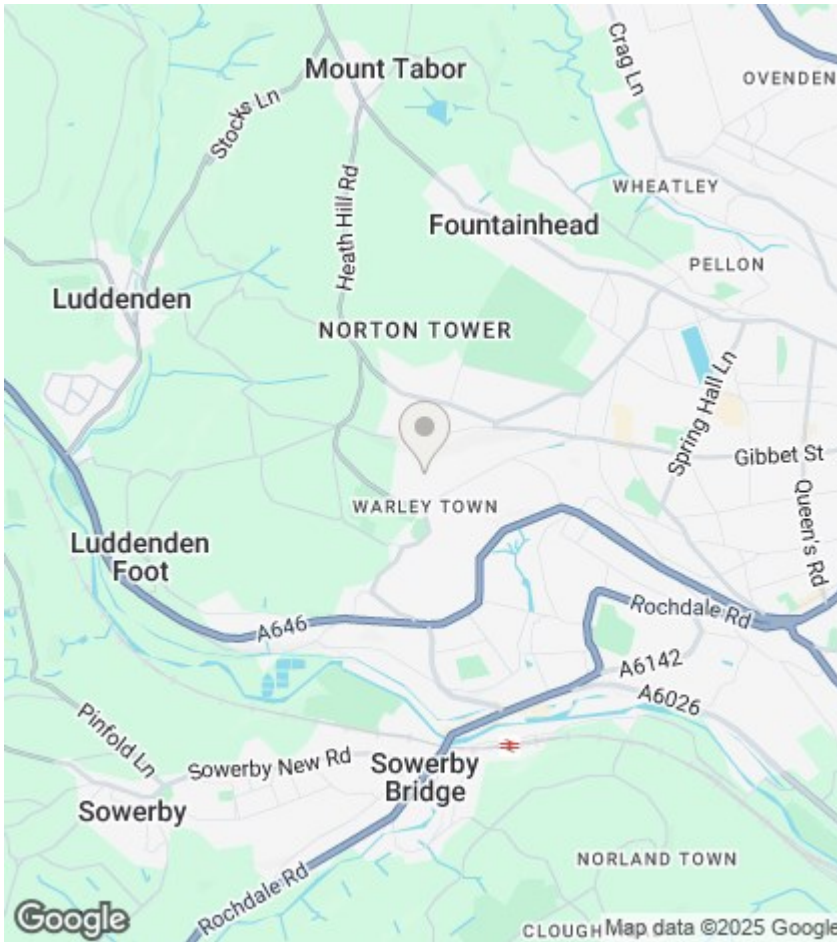 Mount Tabor
Crag Ln
OVENDEN
Stocks Ln
WHEATLEY
Heath Hill Rd
Fountainhead
PELLON
Luddenden
NORTON TOWER
Spring Hall Ln
Gibbet St
WARLEY TOWN
Queen's Rd
Luddenden
Foot
Rochdale Rd
A646
A6142
A6026
Pinfold Ln
Sowerby New Rd
Sowerby
Bridge
Sowerby
Rochdale Rd
NORLAND TOWN
Google
CLOUGH
Map data ©2025 Google